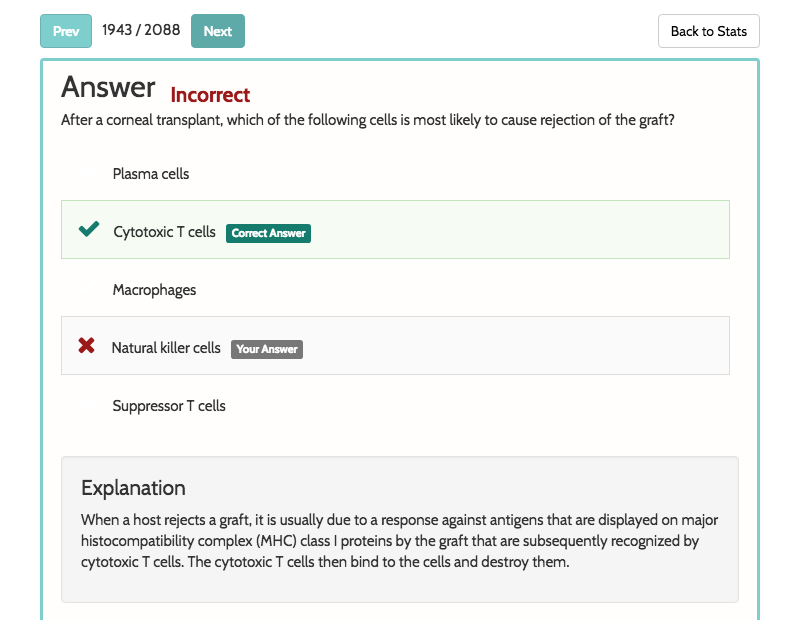 Prev 1943 / 2088 Next Back to Stats
Answer Incorrect
After a corneal transplant, which of the following cells is most likely to cause rejection of the graft?
Plasma cells
Cytotoxic T cells Correct Answer
Macrophages
Natural killer cells Your Answer
Suppressor T cells
Explanation
When a host rejects a graft, it is usually due to a response against antigens that are displayed on major
histocompatibility complex (MHC) class I proteins by the graft that are subsequently recognized by
cytotoxic T cells. The cytotoxic T cells then bind to the cells and destroy them.